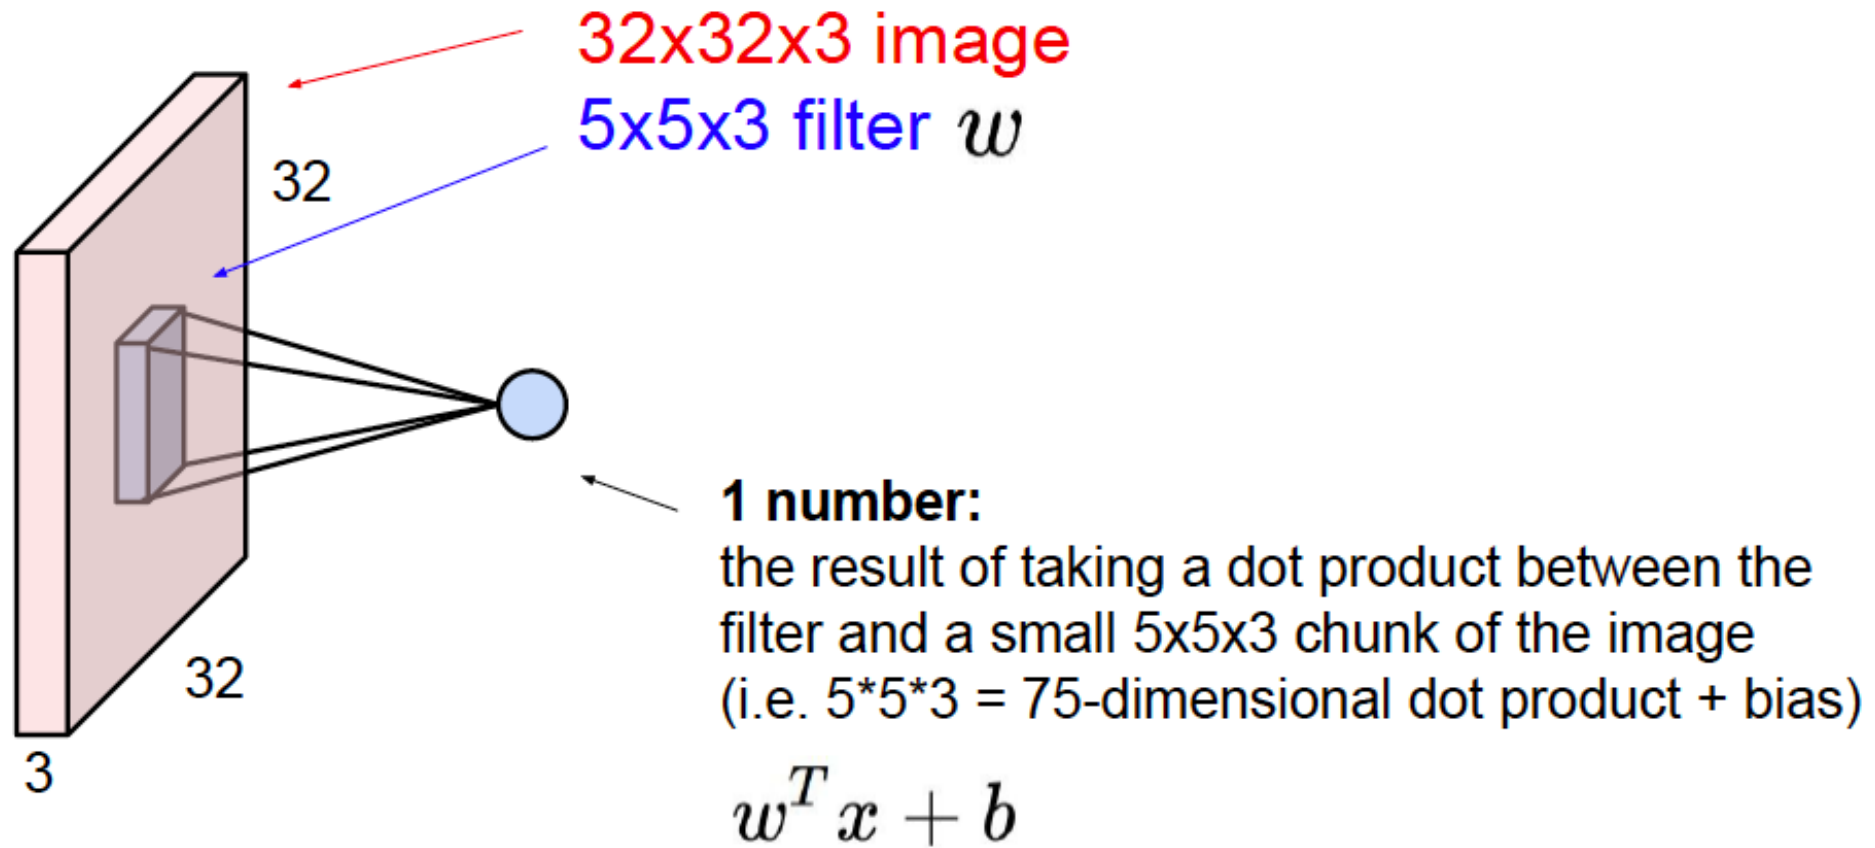 32x32x3 image
5x5x3 filter w
32
32
3
1 number:
the result of taking a dot product between the
filter and a small 5x5x3 chunk of the image
(i.e. 5*5*3 = 75-dimensional dot product + bias)
w^T x + b